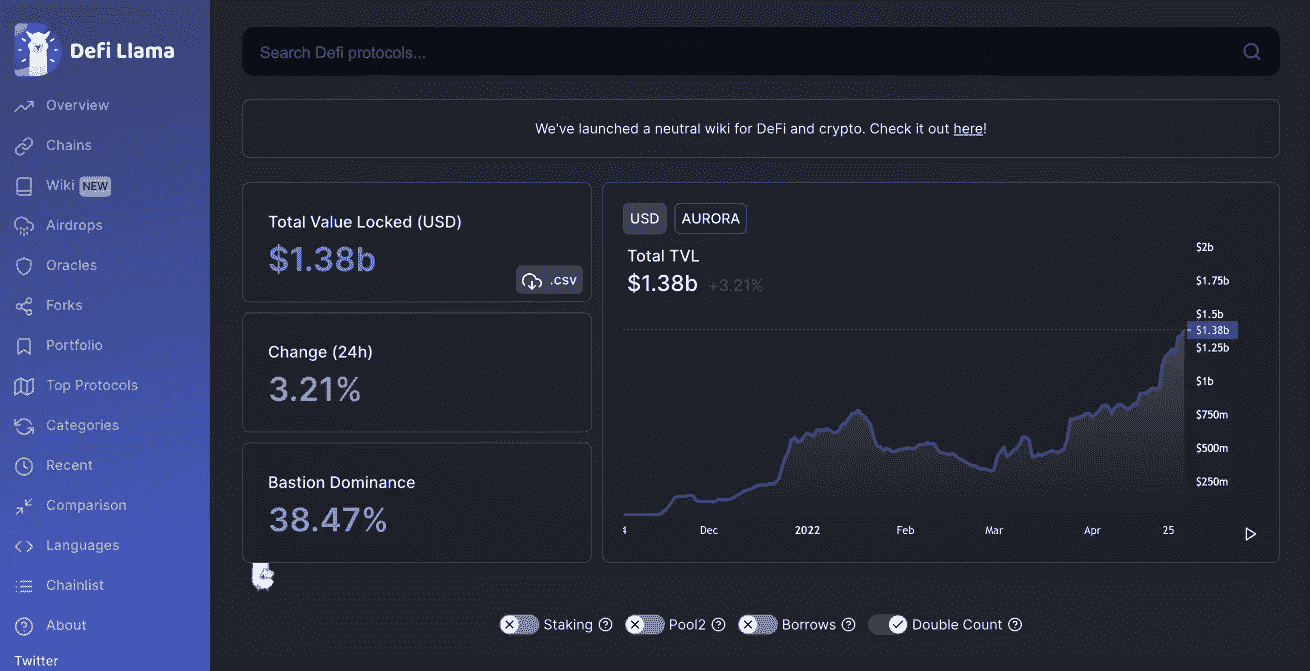 Defi Llama
Overview
Chains
Wiki NEW
Airdrops
Oracles
Forks
Portfolio
Top Protocols
Categories
Recent
Comparison
Languages
Chainlist
About
Twitter
Search Defi protocols...
We've launched a neutral wiki for DeFi and crypto. Check it out here!
Total Value Locked (USD)
$1.38b
.csv
Change (24h)
3.21%
Bastion Dominance
38.47%
USD AURORA
Total TVL
$1.38b +3.21%
$2b
$1.75b
$1.5b
$1.38b
$1.25b
$1b
$750m
$500m
$250m
4 Dec 2022 Feb Mar Apr 25
Staking Pool2 Borrows Double Count